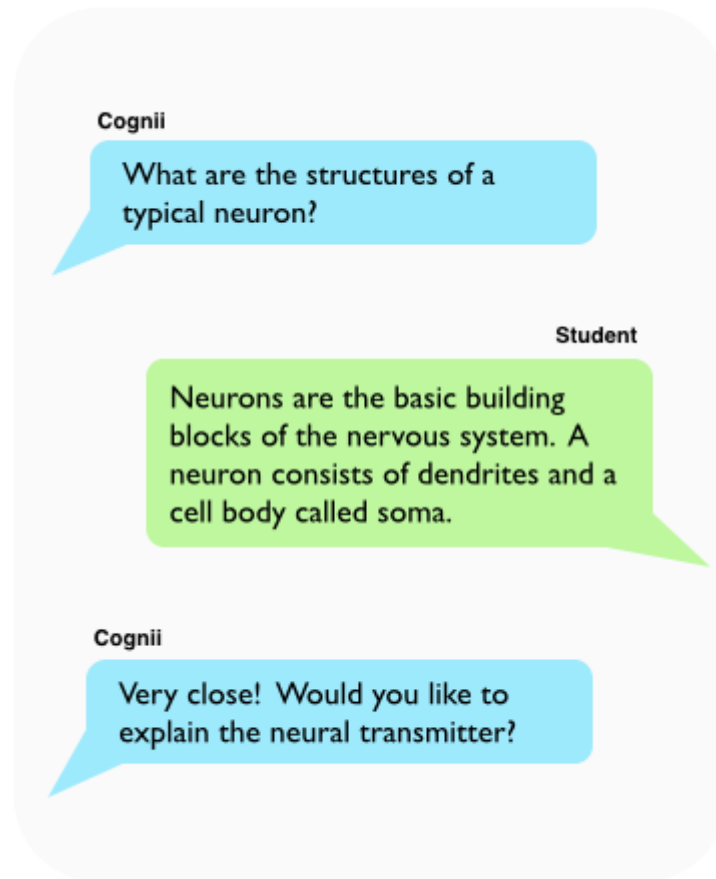 Cognii
What are the structures of a
typical neuron?
Student
Neurons are the basic building
blocks of the nervous system. A
neuron consists of dendrites and a
cell body called soma.
Cognii
Very close! Would you like to
explain the neural transmitter?